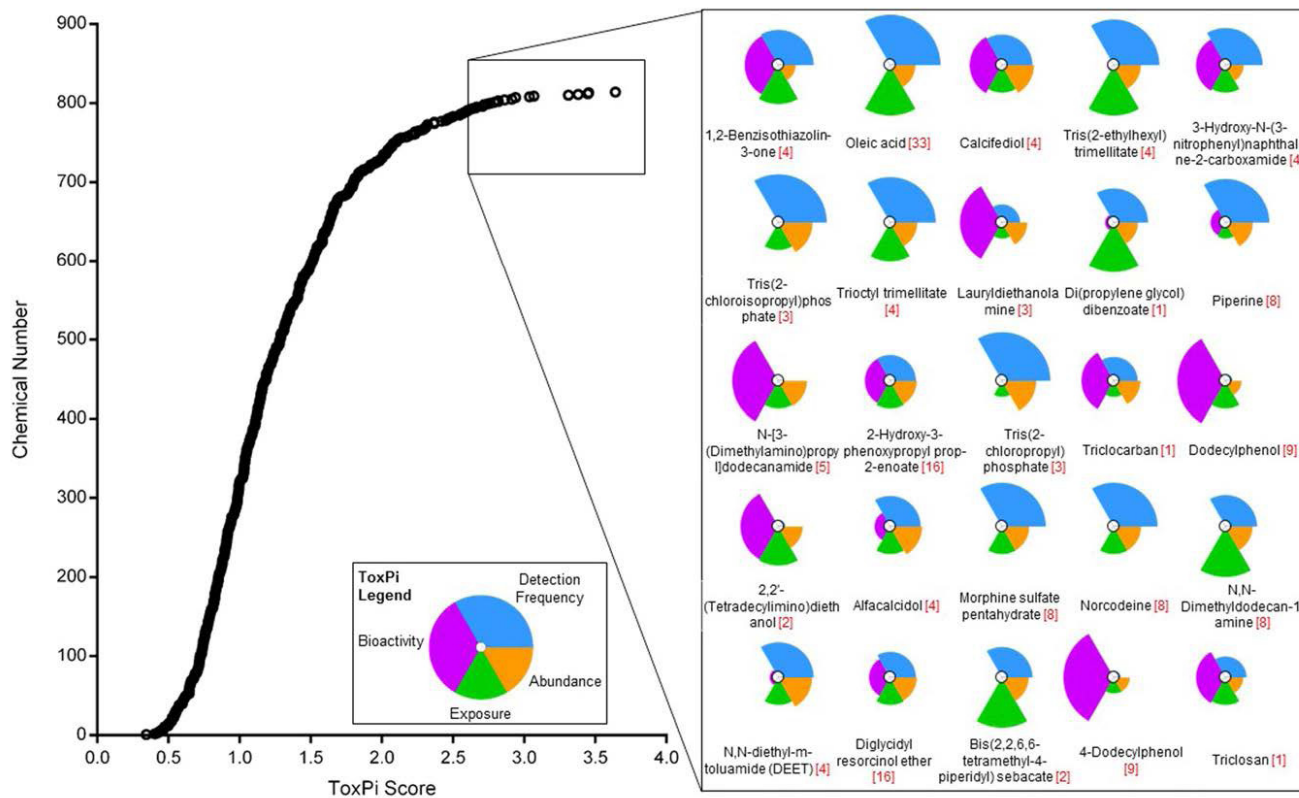 900
800
700
600
500
400
300
200
100
0
Chemical Number
0.0 0.5 1.0 1.5 2.0 2.5 3.0 3.5 4.0
ToxPi Score
ToxPi
Legend
Detection
Frequency
Bioactivity
Abundance
Exposure
1,2-Benzisothiazolin-
3-one [4]
Oleic acid [33]
Calcifediol [4]
Tris(2-ethylhexyl)
trimellitate [4]
3-Hydroxy-N-(3-
nitrophenyl)naphthal
ne-2-carboxamide [4
Tris(2-
chloroisopropyl)phos
phate [3]
Trioctyl trimellitate
[4]
Lauryldiethanola
mine [3]
Di(propylene glycol)
dibenzoate [1]
Piperine [8]
N-[3-
(Dimethylamino)propy
l]dodecanamide [5]
2-Hydroxy-3-
phenoxypropyl prop-
2-enoate [16]
Tris(2-
chloropropyl)
phosphate [3]
Triclocarban [1]
Dodecylphenol [9]
2,2'-
(Tetradecylimino)dieth
anol [2]
Alfacalcidol [4]
Morphine sulfate
pentahydrate [8]
Norcodeine [8]
N,N-
Dimethyldodecan-1
amine [8]
N,N-diethyl-m-
toluamide (DEET) [4]
Diglycidyl
resorcinol ether
[16]
Bis(2,2,6,6-
tetramethyl-4-
piperidyl) sebacate [2]
4-Dodecylphenol
[9]
Triclosan [1]